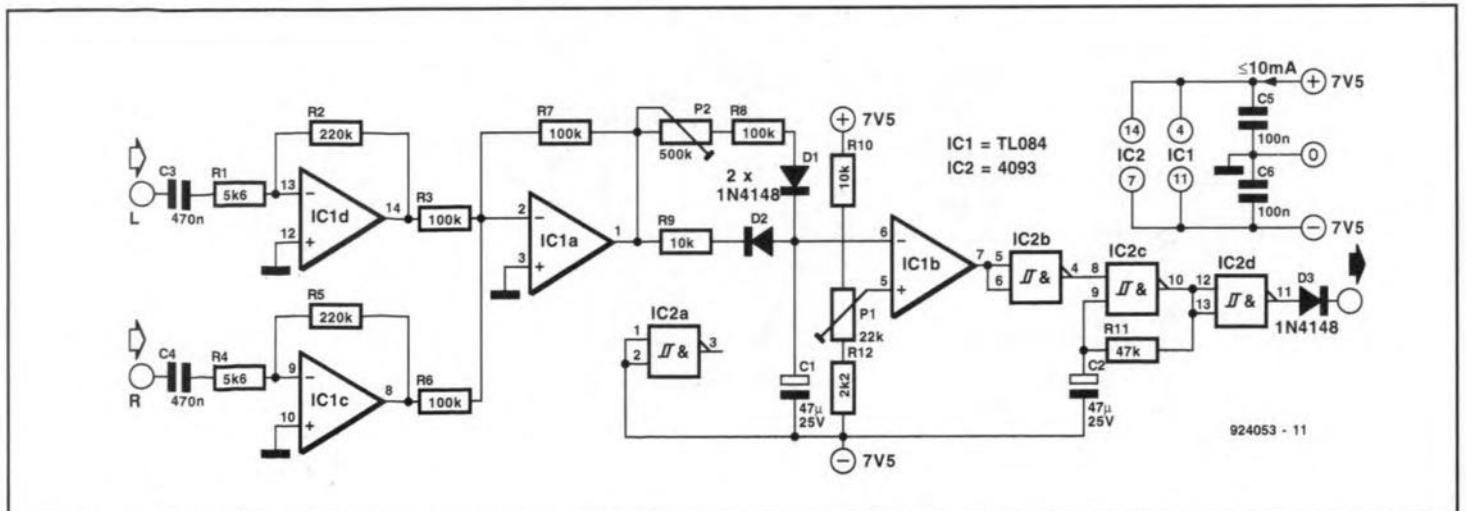 L
C3
470n
R1
5k6
R2
220k
13
−
12
+
IC1d
14
R3
100k
R
C4
470n
R4
5k6
R5
220k
9
−
10
+
IC1c
8
R6
100k
R7
100k
2
−
3
+
IC1a
1
P2
500k
R8
100k
2 x
1N4148
D1
R9
10k
D2
IC2a
1
2
&
3
C1
47µ
25V
+ 7V5
R10
10k
P1
22k
R12
2k2
− 7V5
6
−
5
+
IC1b
7
IC1 = TL084
IC2 = 4093
IC2b
5
6
&
4
IC2c
8
9
&
10
R11
47k
C2
47µ
25V
IC2d
12
13
&
11
D3
1N4148
≤10mA
+ 7V5
14
IC2
7
4
IC1
11
C5
100n
0
C6
100n
− 7V5
924053 - 11